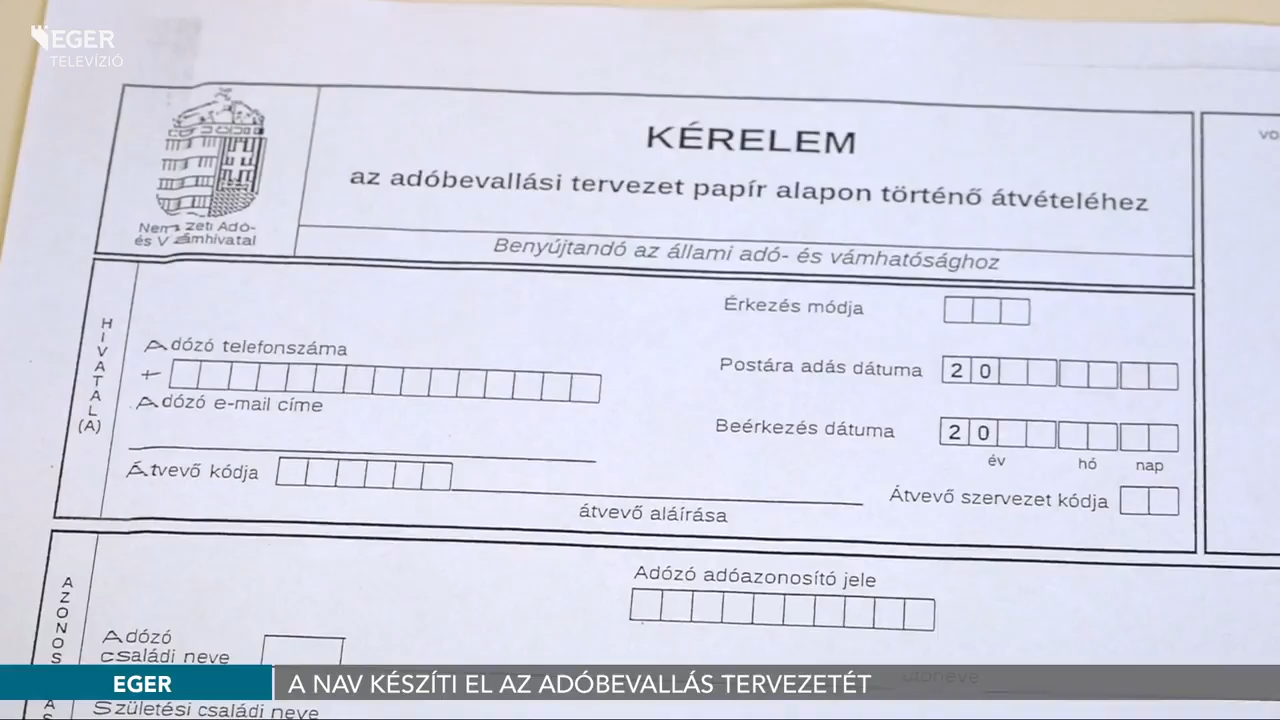 EGER
TELEVÍZIÓ
Nemzeti Adó-
és Vámhivatal
KÉRELEM
az adóbevallási tervezet papír alapon történő átvételéhez
Benyújtandó az állami adó- és vámhatósághoz
vo
HIVATAL (A)
Érkezés módja
Adózó telefonszáma
+
Postára adás dátuma 2 0
Adózó e-mail címe
Beérkezés dátuma 2 0
év hó nap
Átvevő kódja
Átvevő szervezet kódja
átvevő aláírása
AZONOS
AS
Adózó adóazonosító jele
Adózó
családi neve
utóneve
Születési családi neve
EGER
A NAV KÉSZÍTI EL AZ ADÓBEVALLÁS TERVEZETÉT